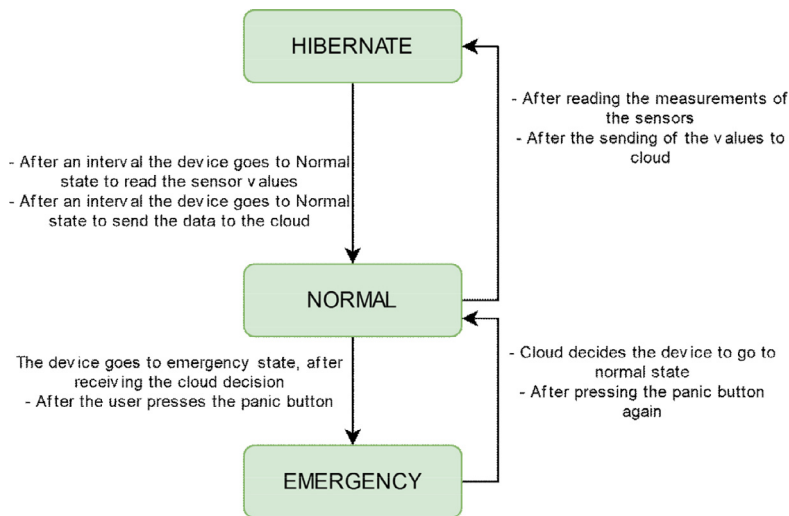 HIBERNATE
- After reading the measurements of
the sensors
- After the sending of the values to
cloud
- After an interval the device goes to Normal
state to read the sensor values
- After an interval the device goes to Normal
state to send the data to the cloud
NORMAL
The device goes to emergency state, after
receiving the cloud decision
- After the user presses the panic button
- Cloud decides the device to go to
normal state
- After pressing the panic button
again
EMERGENCY